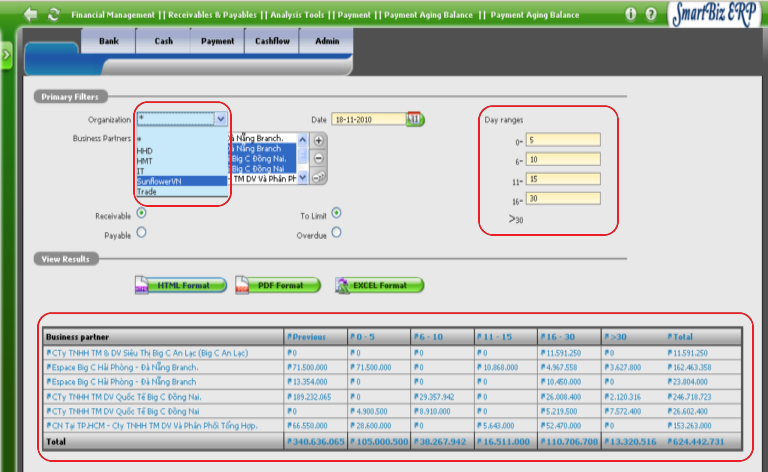 Financial Management || Receivables & Payables || Analysis Tools || Payment || Payment Aging Balance || Payment Aging Balance
SmartBiz ERP
Bank Cash Payment Cashflow Admin
Primary Filters
Organization * Date 18-11-2010 Day ranges
Business Partners
*
HHD
HMT
IT
SunflowerVN
Trade
Đà Nẵng Branch.
Đà Nẵng Branch
Big C Đồng Nai.
Big C Đồng Nai
- TM DV Và Phân Ph
0- 5
6- 10
11- 15
16- 30
>30
Receivable To Limit
Payable Overdue
View Results
HTML Format PDF Format EXCEL Format
Business partner Previous 0 - 5 6 - 10 11 - 15 16 - 30 >30 Total
CTy TNHH TM & DV Siêu Thị Big C An Lạc (Big C An Lạc) 0 0 0 0 11.591.250 0 11.591.250
Espace Big C Hải Phòng - Đà Nẵng Branch. 71.500.000 71.500.000 0 10.868.000 4.967.558 3.627.800 162.463.358
Espace Big C Hải Phòng - Đà Nẵng Branch 13.354.000 0 0 0 10.450.000 0 23.804.000
CTy TNHH TM DV Quốc Tế Big C Đồng Nai. 189.232.065 0 29.357.942 0 26.008.400 2.120.316 246.718.723
CTy TNHH TM DV Quốc Tế Big C Đồng Nai 0 4.900.500 8.910.000 0 5.219.500 7.572.400 26.602.400
CN Tại TP.HCM - Cty TNHH TM DV Và Phân Phối Tổng Hợp. 66.550.000 28.600.000 0 5.643.000 52.470.000 0 153.263.000
Total 340.636.065 105.000.500 38.267.942 16.511.000 110.706.700 13.320.516 624.442.731